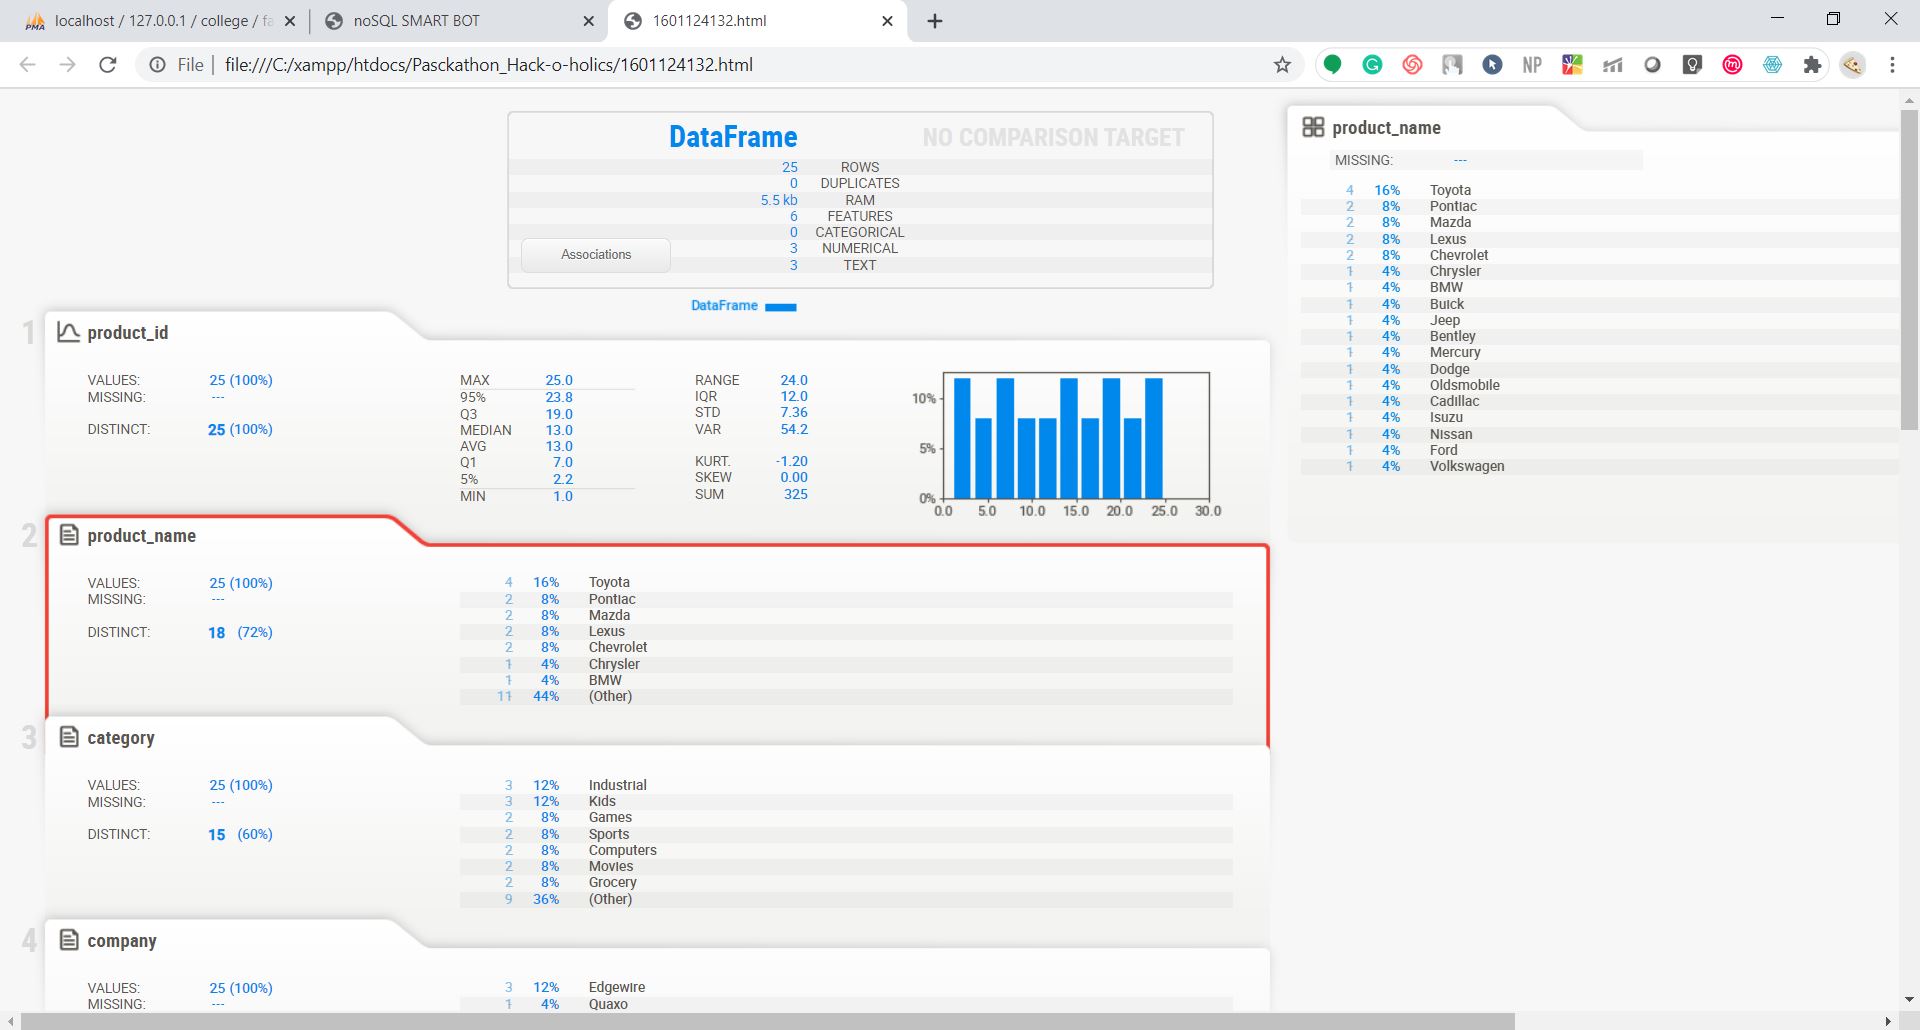 localhost / 127.0.0.1 / college / fa
noSQL SMART BOT
1601124132.html
File
file:///C:/xampp/htdocs/Pasckathon_Hack-o-holics/1601124132.html
DataFrame NO COMPARISON TARGET
25 ROWS
0 DUPLICATES
5.5 kb RAM
6 FEATURES
0 CATEGORICAL
3 NUMERICAL
3 TEXT
Associations
DataFrame
1 product_id
VALUES: 25 (100%)
MISSING: ---
DISTINCT: 25 (100%)
MAX 25.0
95% 23.8
Q3 19.0
MEDIAN 13.0
AVG 13.0
Q1 7.0
5% 2.2
MIN 1.0
RANGE 24.0
IQR 12.0
STD 7.36
VAR 54.2
KURT. -1.20
SKEW 0.00
SUM 325
10%
5%
0%
0.0 5.0 10.0 15.0 20.0 25.0 30.0
2 product_name
VALUES: 25 (100%)
MISSING: ---
DISTINCT: 18 (72%)
4 16% Toyota
2 8% Pontiac
2 8% Mazda
2 8% Lexus
2 8% Chevrolet
1 4% Chrysler
1 4% BMW
11 44% (Other)
3 category
VALUES: 25 (100%)
MISSING: ---
DISTINCT: 15 (60%)
3 12% Industrial
3 12% Kids
2 8% Games
2 8% Sports
2 8% Computers
2 8% Movies
2 8% Grocery
9 36% (Other)
4 company
VALUES: 25 (100%)
MISSING: ---
3 12% Edgewire
1 4% Quaxo
product_name
MISSING: ---
4 16% Toyota
2 8% Pontiac
2 8% Mazda
2 8% Lexus
2 8% Chevrolet
1 4% Chrysler
1 4% BMW
1 4% Buick
1 4% Jeep
1 4% Bentley
1 4% Mercury
1 4% Dodge
1 4% Oldsmobile
1 4% Cadillac
1 4% Isuzu
1 4% Nissan
1 4% Ford
1 4% Volkswagen
PMA
NP